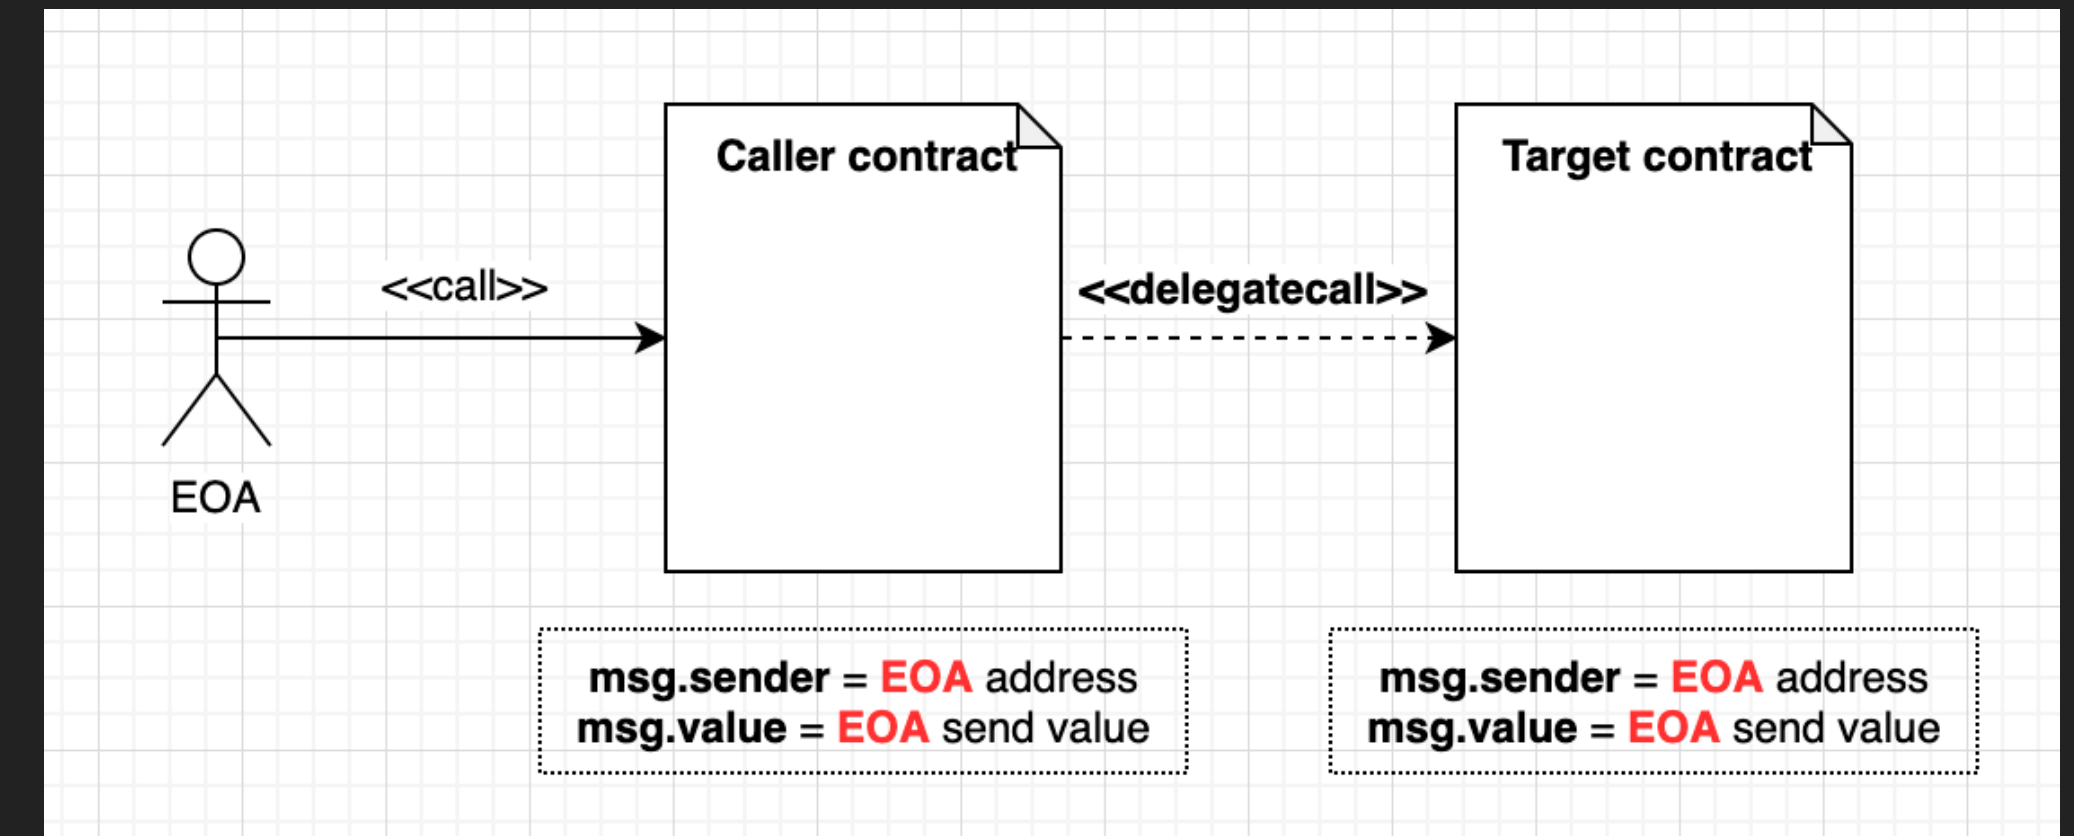 Caller contract
Target contract
<<call>>
<<delegatecall>>
EOA
msg.sender = EOA address
msg.value = EOA send value
msg.sender = EOA address
msg.value = EOA send value